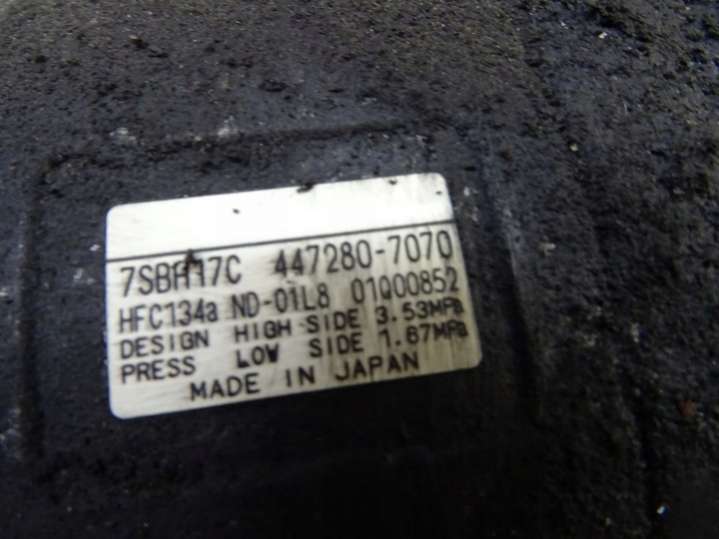 7SBH17C 447280-7070
HFC134a ND-OIL8 01Q00852
DESIGN HIGH SIDE 3.53MPa
PRESS LOW SIDE 1.67MPa
MADE IN JAPAN